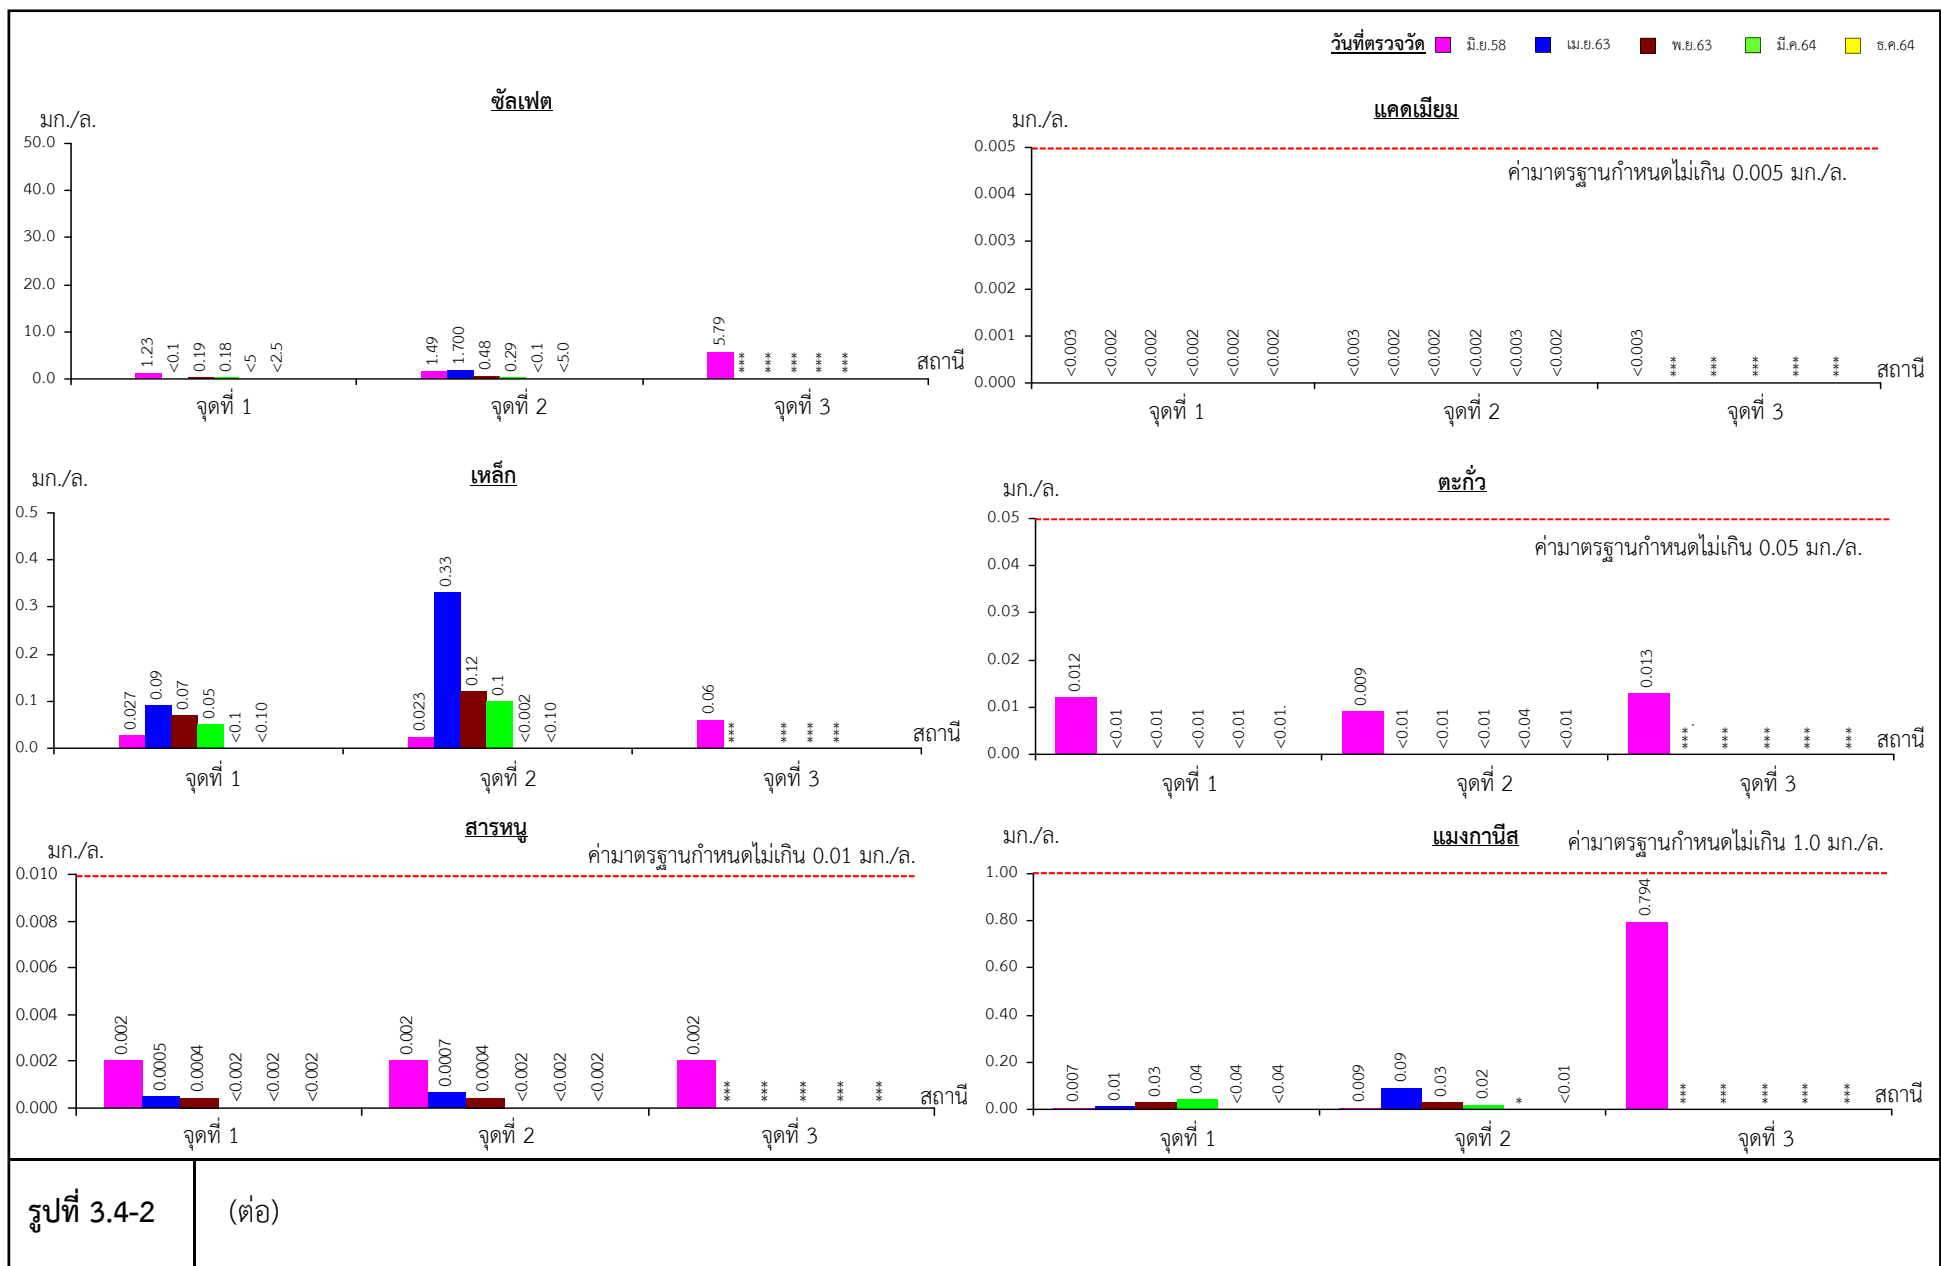 วันที่ตรวจวัด มิ.ย.58 เม.ย.63 พ.ย.63 มี.ค.64 ธ.ค.64
ซัลเฟต
มก./ล.
50.0
40.0
30.0
20.0
10.0
0.0
1.23 <0.1 0.19 0.18 <5 <2.5
1.49 1.700 0.48 0.29 <0.1 <5.0
5.79 *** *** *** *** ***
สถานี
จุดที่ 1 จุดที่ 2 จุดที่ 3
แคดเมียม
มก./ล.
0.005
0.004
0.003
0.002
0.001
0.000
ค่ามาตรฐานกำหนดไม่เกิน 0.005 มก./ล.
<0.003 <0.002 <0.002 <0.002 <0.002 <0.002
<0.003 <0.002 <0.002 <0.002 <0.003 <0.002
<0.003 *** *** *** *** ***
สถานี
จุดที่ 1 จุดที่ 2 จุดที่ 3
เหล็ก
มก./ล.
0.5
0.4
0.3
0.2
0.1
0.0
0.027 0.09 0.07 0.05 <0.1 <0.10
0.023 0.33 0.12 0.1 <0.002 <0.10
0.06 *** *** *** ***
สถานี
จุดที่ 1 จุดที่ 2 จุดที่ 3
ตะกั่ว
มก./ล.
0.05
0.04
0.03
0.02
0.01
0.00
ค่ามาตรฐานกำหนดไม่เกิน 0.05 มก./ล.
0.012 <0.01 <0.01 <0.01 <0.01 <0.01.
0.009 <0.01 <0.01 <0.01 <0.04 <0.01
0.013 ***. *** *** *** ***
สถานี
จุดที่ 1 จุดที่ 2 จุดที่ 3
สารหนู
มก./ล.
ค่ามาตรฐานกำหนดไม่เกิน 0.01 มก./ล.
0.010
0.008
0.006
0.004
0.002
0.000
0.002 0.0005 0.0004 <0.002 <0.002 <0.002
0.002 0.0007 0.0004 <0.002 <0.002 <0.002
0.002 *** *** *** *** ***
สถานี
จุดที่ 1 จุดที่ 2 จุดที่ 3
แมงกานีส
มก./ล.
ค่ามาตรฐานกำหนดไม่เกิน 1.0 มก./ล.
1.00
0.80
0.60
0.40
0.20
0.00
0.007 0.01 0.03 0.04 <0.04 <0.04
0.009 0.09 0.03 0.02 * <0.01
0.794 *** *** *** *** ***
สถานี
จุดที่ 1 จุดที่ 2 จุดที่ 3
รูปที่ 3.4-2 (ต่อ)